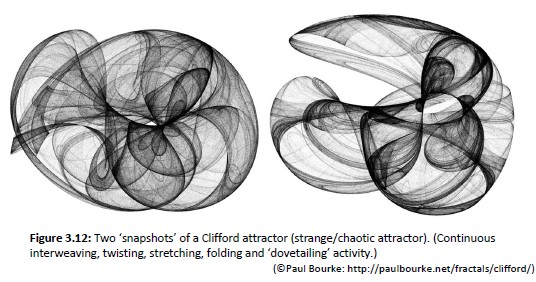 Figure 3.12: Two ‘snapshots’ of a Clifford attractor (strange/chaotic attractor). (Continuous
interweaving, twisting, stretching, folding and ‘dovetailing’ activity.)
(©Paul Bourke: http://paulbourke.net/fractals/clifford/)